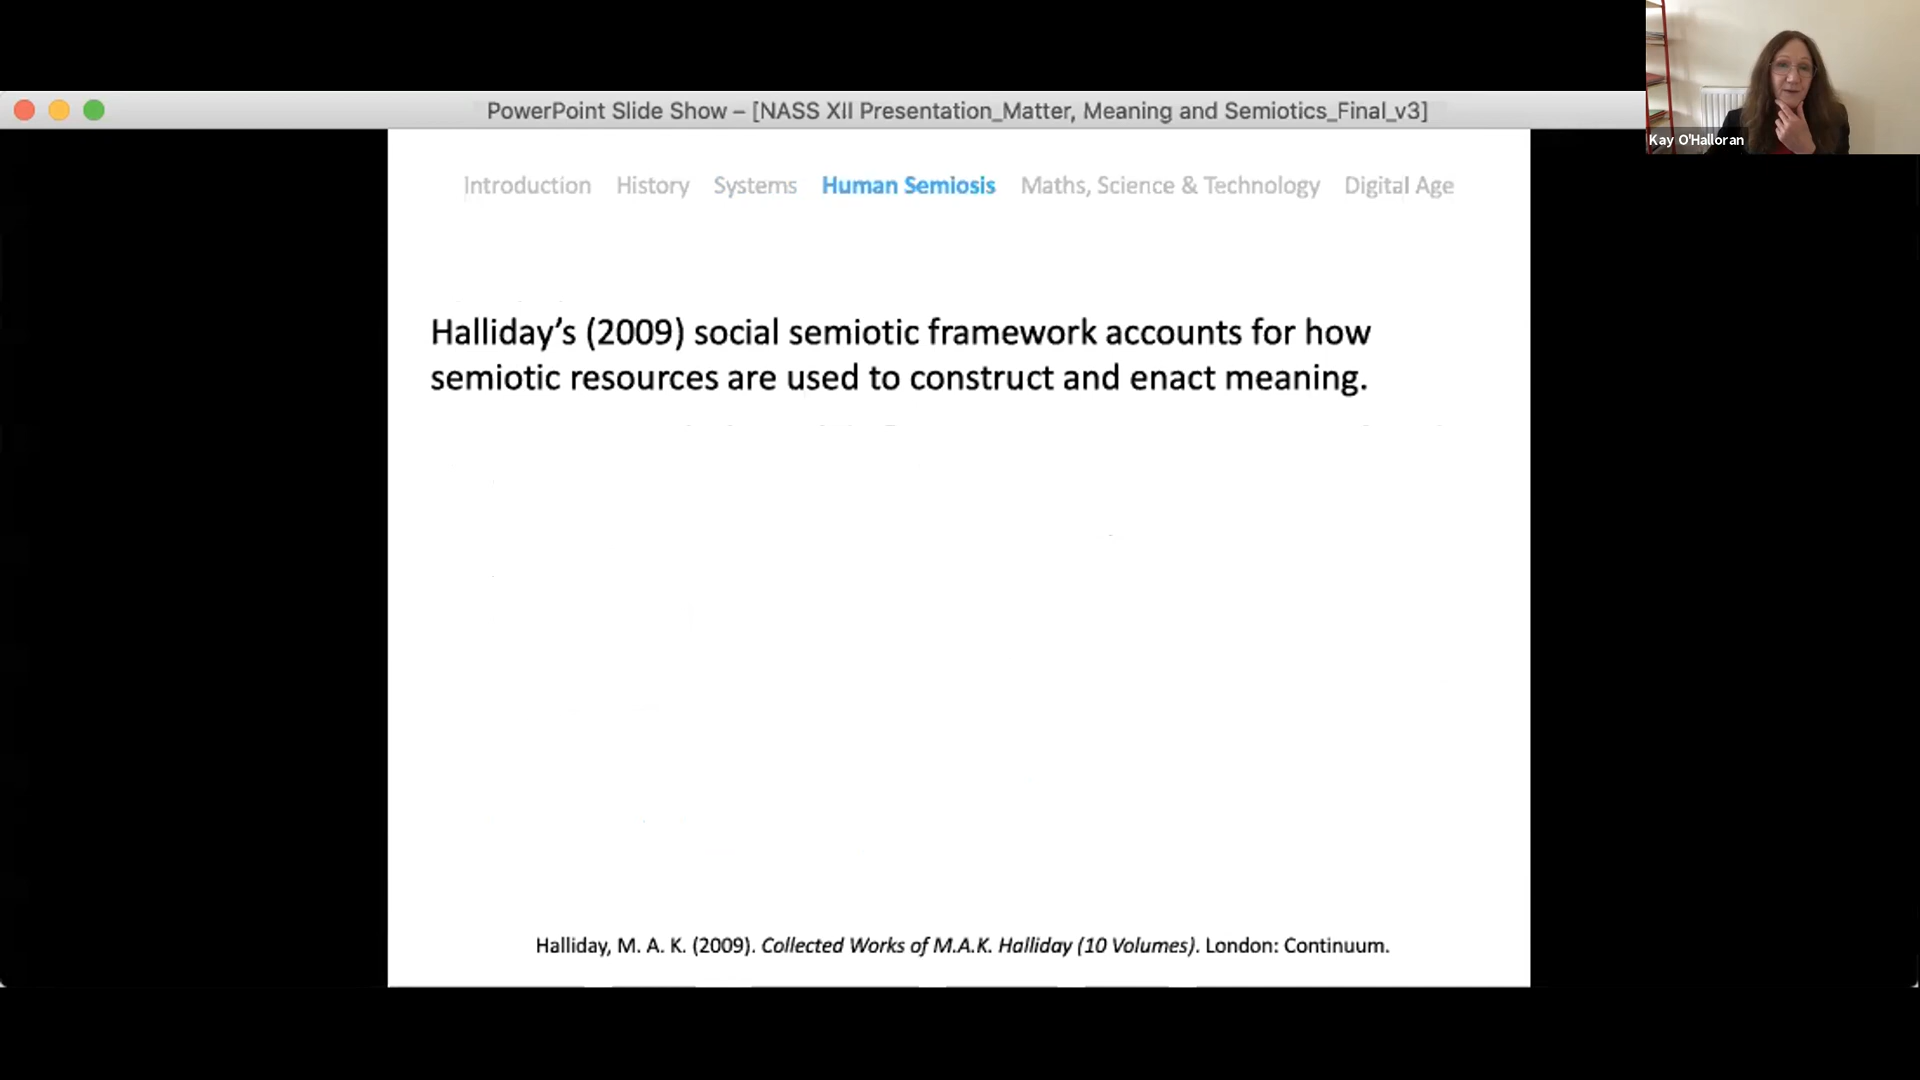 PowerPoint Slide Show – [NASS XII Presentation_Matter, Meaning and Semiotics_Final_v3]
Kay O'Halloran
Introduction History Systems Human Semiosis Maths, Science & Technology Digital Age
Halliday’s (2009) social semiotic framework accounts for how
semiotic resources are used to construct and enact meaning.
Halliday, M. A. K. (2009). Collected Works of M.A.K. Halliday (10 Volumes). London: Continuum.